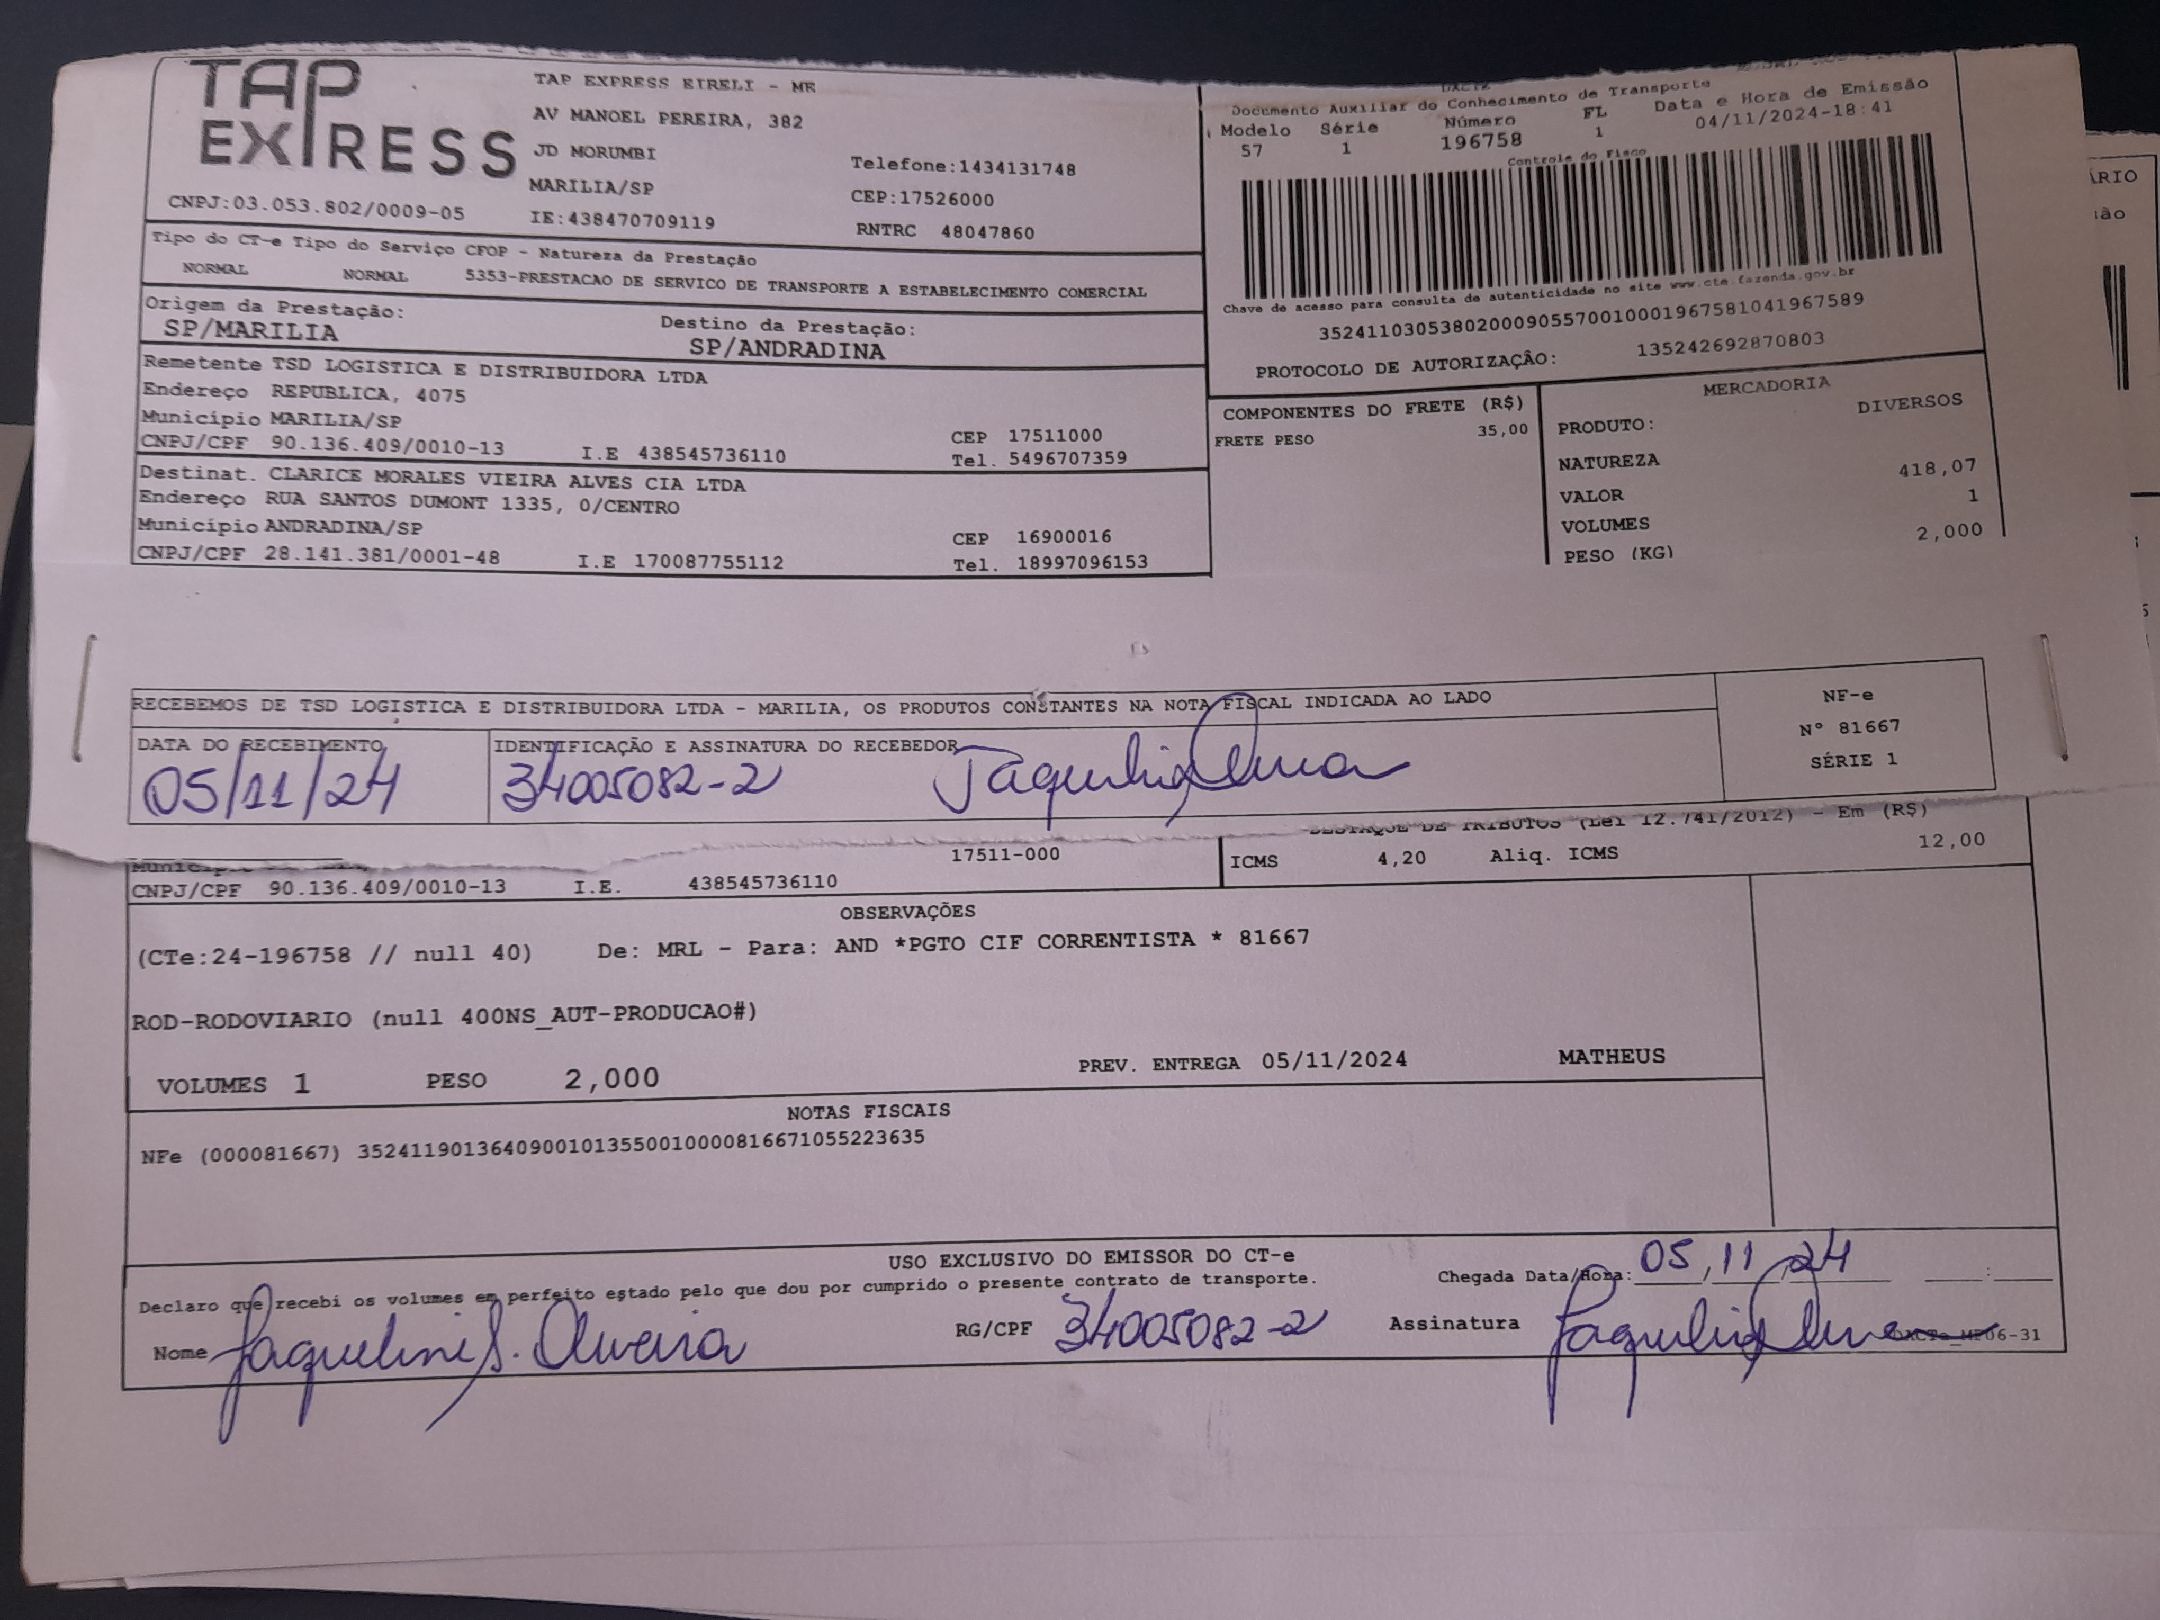 TAP
EXPRESS
CNPJ:03.053.802/0009-05
TAP EXPRESS EIRELI - ME
AV MANOEL PEREIRA, 382
JD MORUMBI
MARILIA/SP
IE:438470709119
Telefone:1434131748
CEP:17526000
RNTRC 48047860
DACTE
Documento Auxiliar do Conhecimento de Transporte
Modelo Série Número FL Data e Hora de Emissão
57 1 196758 1 04/11/2024-18:41
Controle do Fisco
Chave de acesso para consulta de autenticidade no site www.cte.fazenda.gov.br
35241103053802000905570010001967581041967589
PROTOCOLO DE AUTORIZAÇÃO: 135242692870803
Tipo do CT-e Tipo do Serviço CFOP - Natureza da Prestação
NORMAL NORMAL 5353-PRESTACAO DE SERVICO DE TRANSPORTE A ESTABELECIMENTO COMERCIAL
Origem da Prestação: Destino da Prestação:
SP/MARILIA SP/ANDRADINA
Remetente TSD LOGISTICA E DISTRIBUIDORA LTDA
Endereço REPUBLICA, 4075
Município MARILIA/SP CEP 17511000
CNPJ/CPF 90.136.409/0010-13 I.E 438545736110 Tel. 5496707359
Destinat. CLARICE MORALES VIEIRA ALVES CIA LTDA
Endereço RUA SANTOS DUMONT 1335, 0/CENTRO
Município ANDRADINA/SP CEP 16900016
CNPJ/CPF 28.141.381/0001-48 I.E 170087755112 Tel. 18997096153
COMPONENTES DO FRETE (R$)
FRETE PESO 35,00
MERCADORIA
PRODUTO: DIVERSOS
NATUREZA
VALOR 418,07
VOLUMES 1
PESO (KG) 2,000
RECEBEMOS DE TSD LOGISTICA E DISTRIBUIDORA LTDA - MARILIA, OS PRODUTOS CONSTANTES NA NOTA FISCAL INDICADA AO LADO
NF-e
Nº 81667
SÉRIE 1
DATA DO RECEBIMENTO IDENTIFICAÇÃO E ASSINATURA DO RECEBEDOR
05/11/24 34005082-2
DESTAQUE DE TRIBUTOS (Lei 12.741/2012) - Em (R$)
17511-000 ICMS 4,20 Aliq. ICMS 12,00
CNPJ/CPF 90.136.409/0010-13 I.E. 438545736110
OBSERVAÇÕES
(CTe:24-196758 // null 40) De: MRL - Para: AND *PGTO CIF CORRENTISTA * 81667
ROD-RODOVIARIO (null 400NS_AUT-PRODUCAO#)
VOLUMES 1 PESO 2,000 PREV. ENTREGA 05/11/2024 MATHEUS
NOTAS FISCAIS
NFe (000081667) 35241190136409001013550010000816671055223635
USO EXCLUSIVO DO EMISSOR DO CT-e
Declaro que recebi os volumes em perfeito estado pelo que dou por cumprido o presente contrato de transporte. Chegada Data/Hora: 05/11/24
Nome Jaqueline S. Oliveira RG/CPF 34005082-2 Assinatura